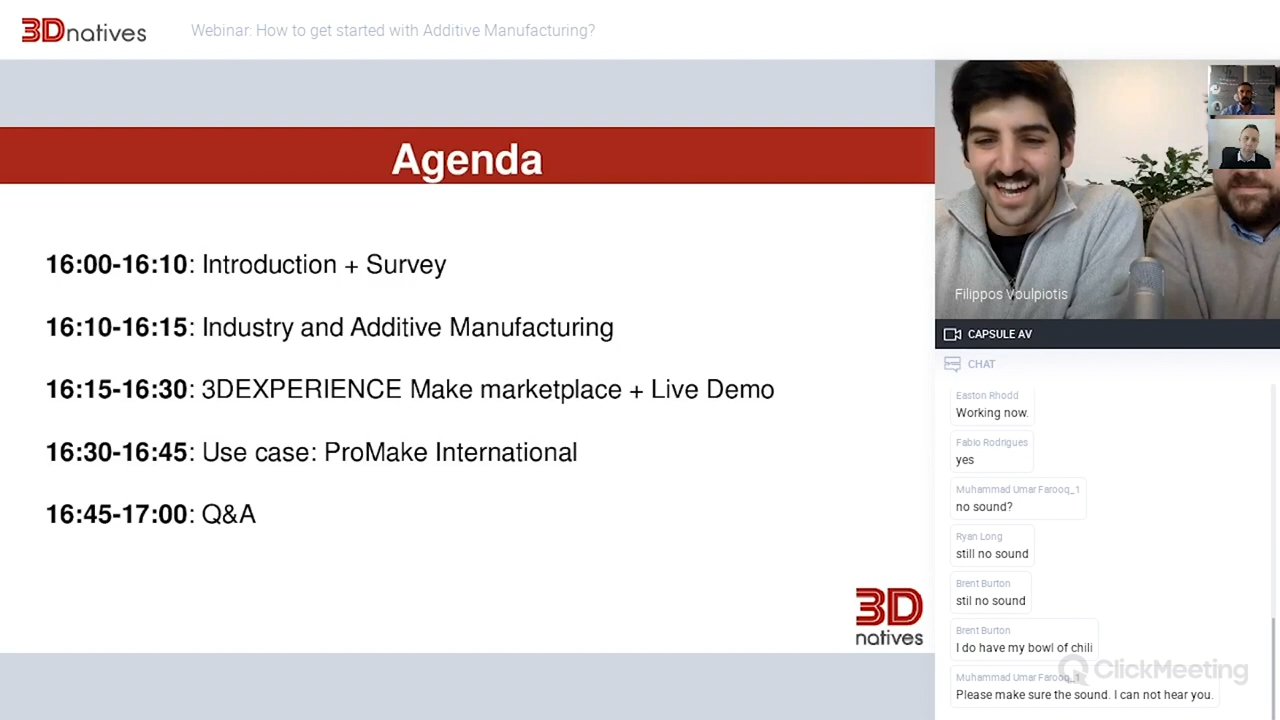 3Dnatives
Webinar: How to get started with Additive Manufacturing?
Agenda
16:00-16:10: Introduction + Survey
16:10-16:15: Industry and Additive Manufacturing
16:15-16:30: 3DEXPERIENCE Make marketplace + Live Demo
16:30-16:45: Use case: ProMake International
16:45-17:00: Q&A
3D
natives
Filippos Voulpiotis
CAPSULE AV
CHAT
Easton Rhodd
Working now.
Fabio Rodrigues
yes
Muhammad Umar Farooq_1
no sound?
Ryan Long
still no sound
Brent Burton
stil no sound
Brent Burton
I do have my bowl of chili
ClickMeeting
Muhammad Umar Farooq_1
Please make sure the sound. I can not hear you.